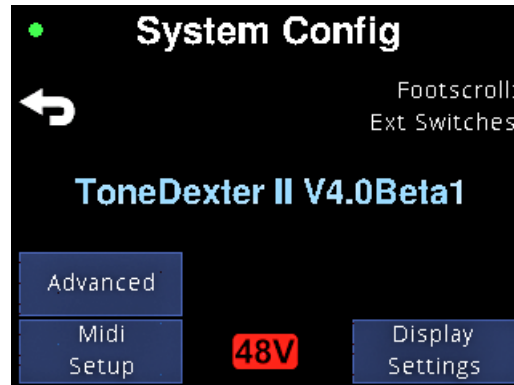 System Config
Footscroll:
Ext Switches
ToneDexter II V4.0Beta1
Advanced
Midi
Setup
48V
Display
Settings